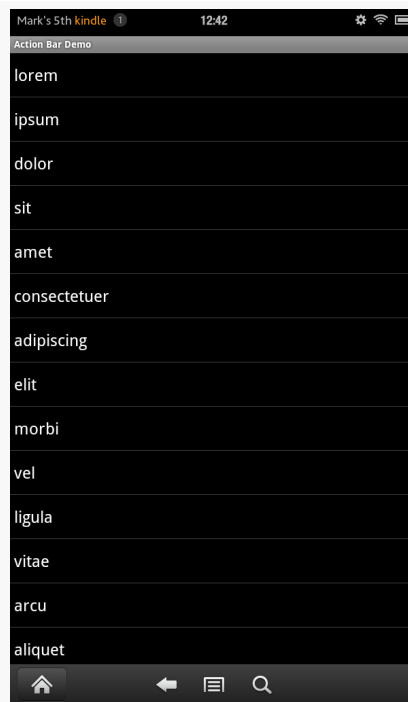 Mark's 5th kindle 1 12:42
Action Bar Demo
lorem
ipsum
dolor
sit
amet
consectetuer
adipiscing
elit
morbi
vel
ligula
vitae
arcu
aliquet